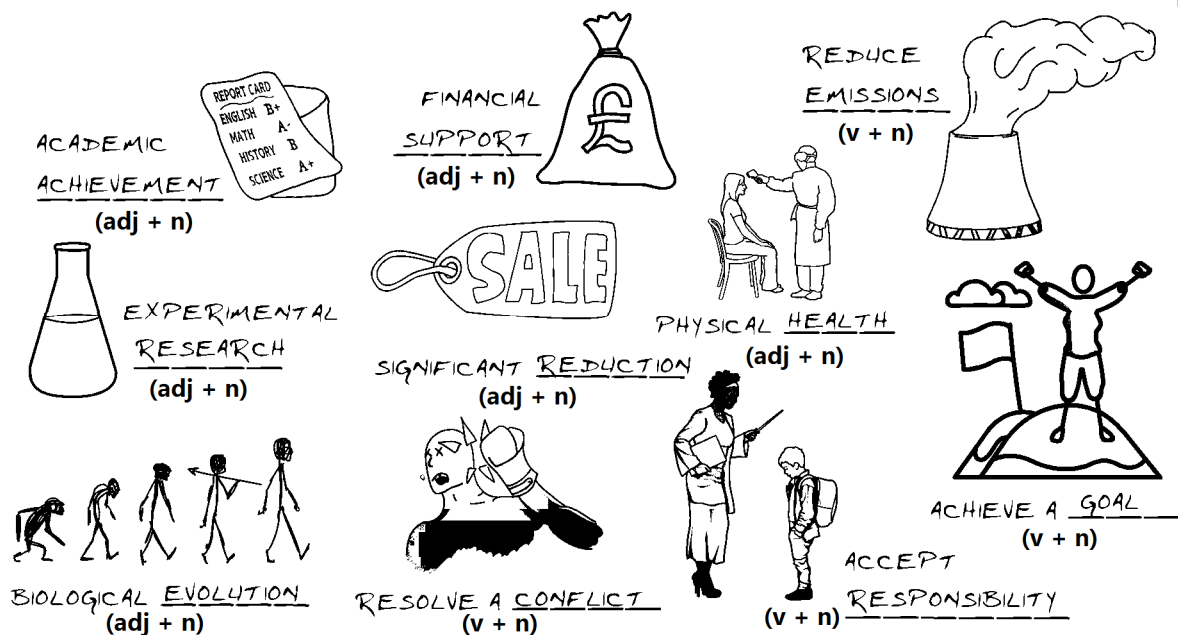 ACADEMIC
ACHIEVEMENT
(adj + n)
REPORT CARD
ENGLISH B+
MATH A-
HISTORY B
SCIENCE A+
FINANCIAL
SUPPORT
(adj + n)
£
REDUCE
EMISSIONS
(v + n)
EXPERIMENTAL
RESEARCH
(adj + n)
SALE
SIGNIFICANT REDUCTION
(adj + n)
PHYSICAL HEALTH
(adj + n)
ACHIEVE A GOAL
(v + n)
BIOLOGICAL EVOLUTION
(adj + n)
RESOLVE A CONFLICT
(v + n)
ACCEPT
(v + n) RESPONSIBILITY